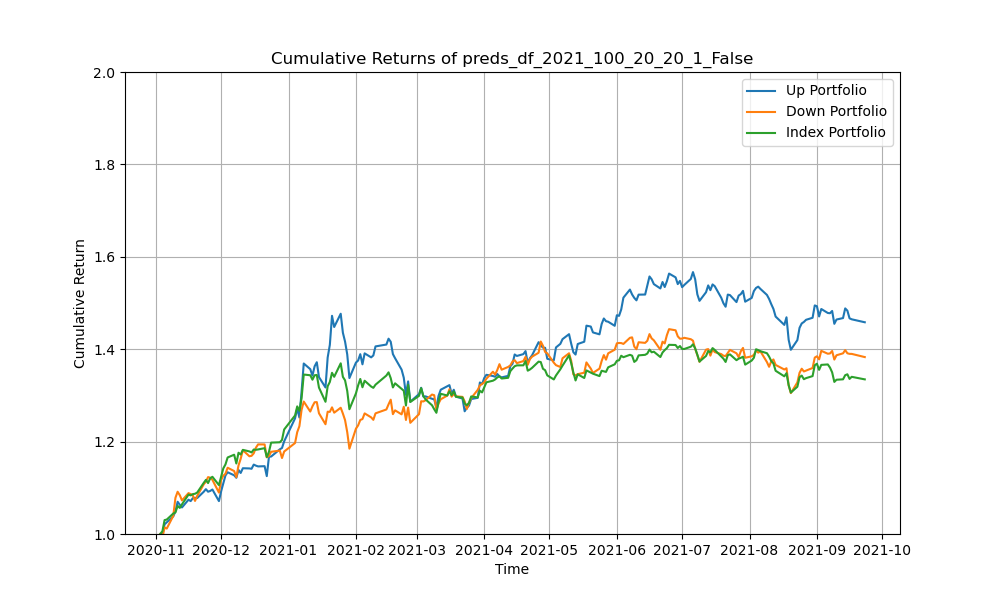 Cumulative Returns of preds_df_2021_100_20_20_1_False
Up Portfolio
Down Portfolio
Index Portfolio
Cumulative Return
2.0
1.8
1.6
1.4
1.2
1.0
2020-11 2020-12 2021-01 2021-02 2021-03 2021-04 2021-05 2021-06 2021-07 2021-08 2021-09 2021-10
Time